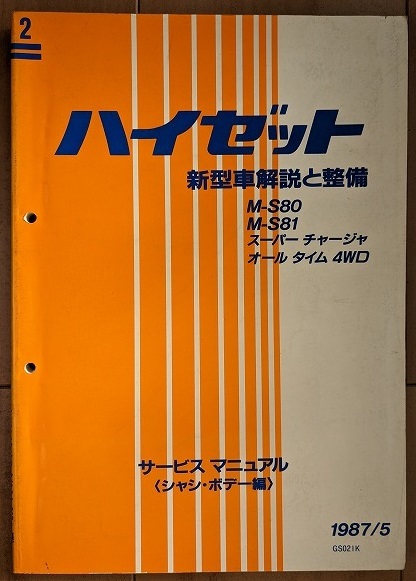 2
ハイゼット
新型車解説と整備
M-S80
M-S81
スーパー チャージャ
オール タイム 4WD
サービス マニュアル
〈シャシ・ボデー編〉
1987/5
GS021K